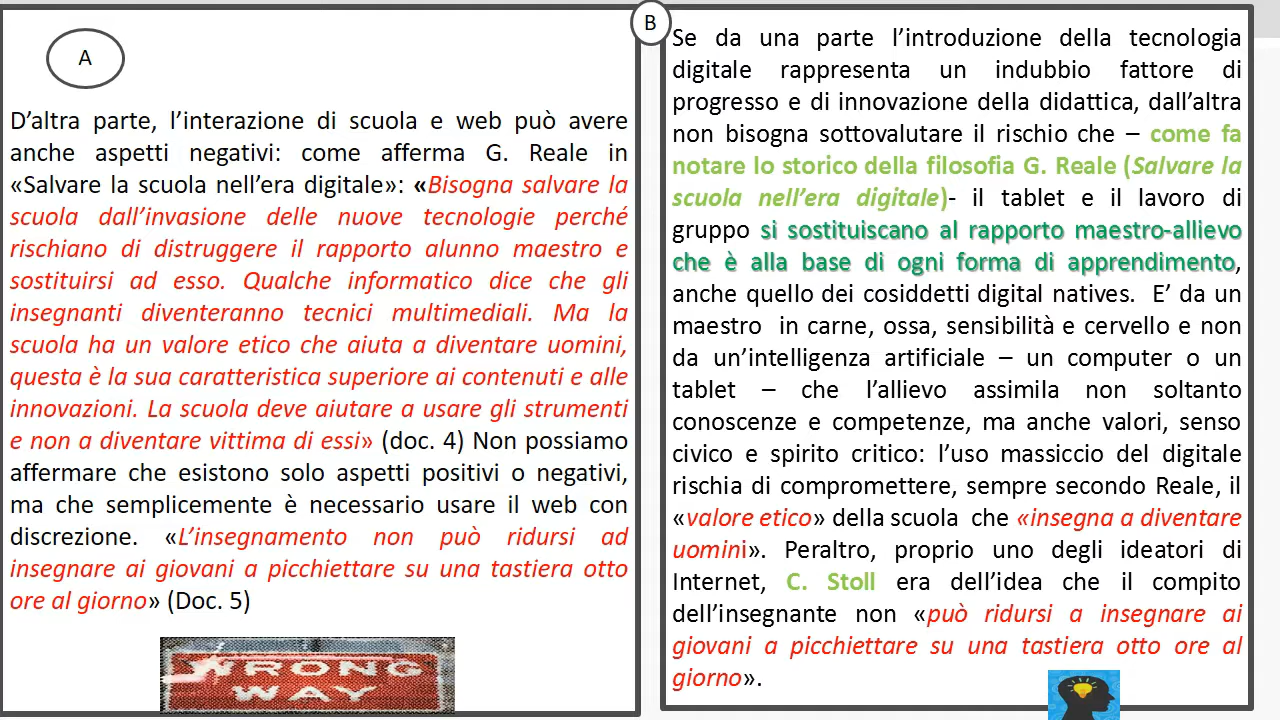 A
D'altra parte, l'interazione di scuola e web può avere
anche aspetti negativi: come afferma G. Reale in
«Salvare la scuola nell'era digitale»: «Bisogna salvare la
scuola dall'invasione delle nuove tecnologie perché
rischiano di distruggere il rapporto alunno maestro e
sostituirsi ad esso. Qualche informatico dice che gli
insegnanti diventeranno tecnici multimediali. Ma la
scuola ha un valore etico che aiuta a diventare uomini,
questa è la sua caratteristica superiore ai contenuti e alle
innovazioni. La scuola deve aiutare a usare gli strumenti
e non a diventare vittima di essi» (doc. 4) Non possiamo
affermare che esistono solo aspetti positivi o negativi,
ma che semplicemente è necessario usare il web con
discrezione. «L'insegnamento non può ridursi ad
insegnare ai giovani a picchiettare su una tastiera otto
ore al giorno» (Doc. 5)
WRONG
WAY
B
Se da una parte l'introduzione della tecnologia
digitale rappresenta un indubbio fattore di
progresso e di innovazione della didattica, dall'altra
non bisogna sottovalutare il rischio che – come fa
notare lo storico della filosofia G. Reale (Salvare la
scuola nell'era digitale)- il tablet e il lavoro di
gruppo si sostituiscano al rapporto maestro-allievo
che è alla base di ogni forma di apprendimento,
anche quello dei cosiddetti digital natives. E' da un
maestro in carne, ossa, sensibilità e cervello e non
da un'intelligenza artificiale – un computer o un
tablet – che l'allievo assimila non soltanto
conoscenze e competenze, ma anche valori, senso
civico e spirito critico: l'uso massiccio del digitale
rischia di compromettere, sempre secondo Reale, il
«valore etico» della scuola che «insegna a diventare
uomini». Peraltro, proprio uno degli ideatori di
Internet, C. Stoll era dell'idea che il compito
dell'insegnante non «può ridursi a insegnare ai
giovani a picchiettare su una tastiera otto ore al
giorno».